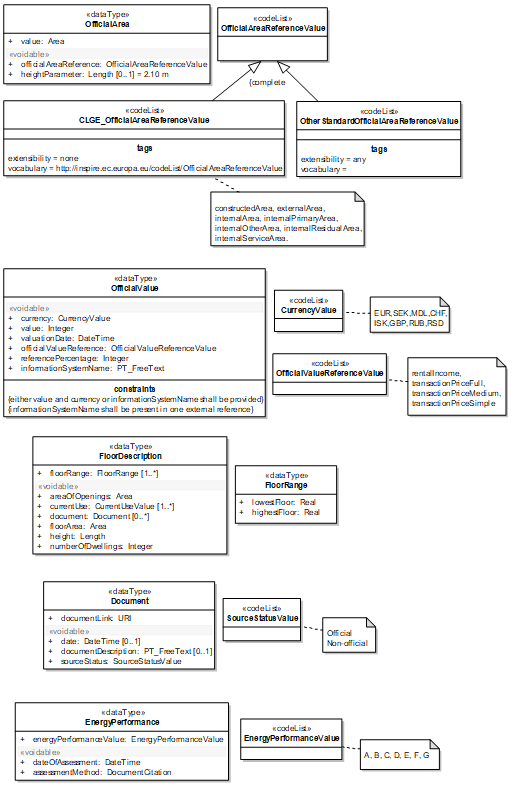 «dataType»
OfficialArea
+ value: Area
«voidable»
+ officialAreaReference: OfficialAreaReferenceValue
+ heightParameter: Length [0..1] = 2.10 m
«codeList»
OfficialAreaReferenceValue
{complete
«codeList»
CLGE_OfficialAreaReferenceValue
tags
extensibility = none
vocabulary = http://inspire.ec.europa.eu/codeList/OfficialAreaReferenceValue
«codeList»
OtherStandardOfficialAreaReferenceValue
tags
extensibility = any
vocabulary =
constructedArea, externalArea,
internalArea, internalPrimaryArea,
internalOtherArea, internalResidualArea,
internalServiceArea.
«dataType»
OfficialValue
«voidable»
+ currency: CurrencyValue
+ value: Integer
+ valuationDate: DateTime
+ officialValueReference: OfficialValueReferenceValue
+ referencePercentage: Integer
+ informationSystemName: PT_FreeText
constraints
{either value and currency or informationSystemName shall be provided}
{informationSystemName shall be present in one external reference}
«codeList»
CurrencyValue
EUR,SEK,MDL,CHF,
ISK,GBP,RUB,RSD
«codeList»
OfficialValueReferenceValue
rentalIncome,
transactionPriceFull,
transactionPriceMedium,
transactionPriceSimple
«dataType»
FloorDescription
+ floorRange: FloorRange [1..*]
«voidable»
+ areaOfOpenings: Area
+ currentUse: CurrentUseValue [1..*]
+ document: Document [0..*]
+ floorArea: Area
+ height: Length
+ numberOfDwellings: Integer
«dataType»
FloorRange
+ lowestFloor: Real
+ highestFloor: Real
«dataType»
Document
+ documentLink: URI
«voidable»
+ date: DateTime [0..1]
+ documentDescription: PT_FreeText [0..1]
+ sourceStatus: SourceStatusValue
«codeList»
SourceStatusValue
Official
Non-official
«dataType»
EnergyPerformance
+ energyPerformanceValue: EnergyPerformanceValue
«voidable»
+ dateOfAssessment: DateTime
+ assessmentMethod: DocumentCitation
«codeList»
EnergyPerformanceValue
A, B, C, D, E, F, G